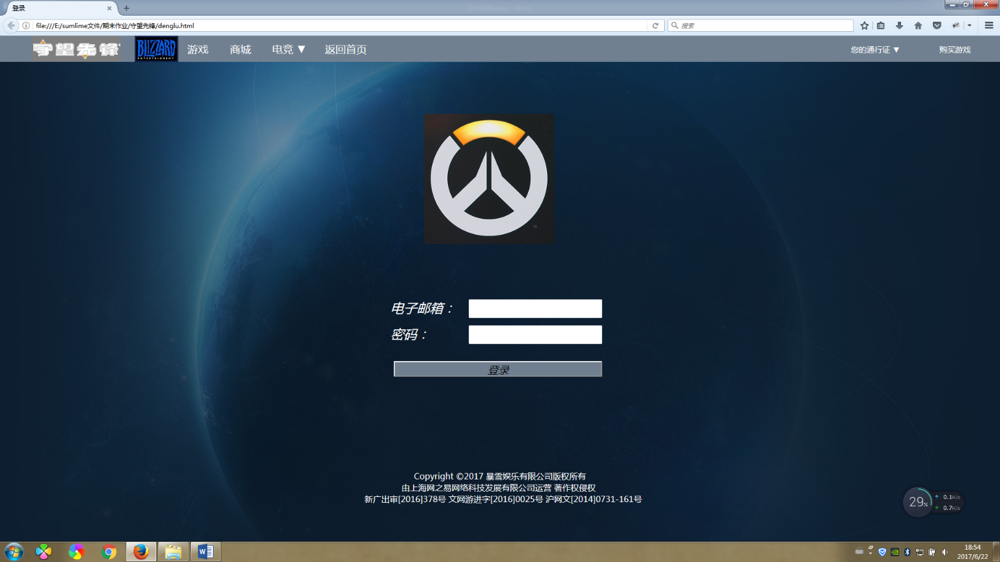 登录
file:///E:/sumlime文件/期末作业/守望先锋/denglu.html
搜索
守望先锋
BLIZZARD
ENTERTAINMENT
游戏
商城
电竞 ▼
返回首页
您的通行证 ▼
购买游戏
TM
电子邮箱：
密码：
登录
Copyright ©2017 暴雪娱乐有限公司版权所有
由上海网之易网络科技发展有限公司运营 著作权侵权
新广出审[2016]378号 文网游进字[2016]0025号 沪网文[2014]0731-161号
29%
0.1K/s
0.7K/s
18:54
2017/6/22